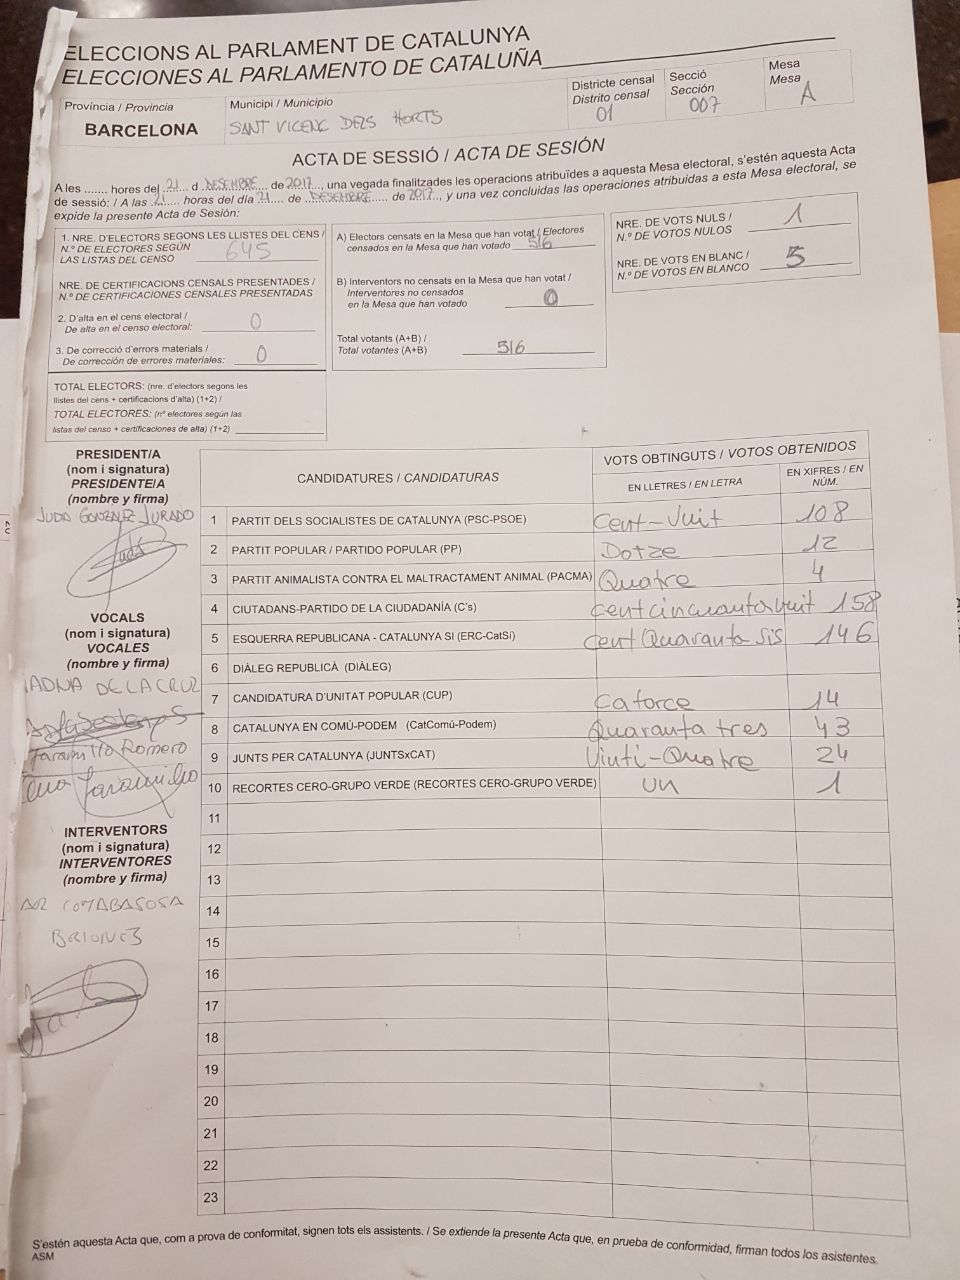 ELECCIONS AL PARLAMENT DE CATALUNYA
ELECCIONES AL PARLAMENTO DE CATALUÑA
Província / Provincia
BARCELONA
Municipi / Municipio
SANT VICENÇ DELS HORTS
Districte censal
Distrito censal
01
Secció
Sección
007
Mesa
Mesa
A
ACTA DE SESSIÓ / ACTA DE SESIÓN
A les ....... hores del 21 d DESEMBRE de 2017, una vegada finalitzades les operacions atribuïdes a aquesta Mesa electoral, s'estén aquesta Acta
de sessió: / A las 21 horas del día 21 de DESEMBRE de 2017, y una vez concluidas las operaciones atribuidas a esta Mesa electoral, se
expide la presente Acta de Sesión:
1. NRE. D'ELECTORS SEGONS LES LLISTES DEL CENS /
N.º DE ELECTORES SEGÚN
LAS LISTAS DEL CENSO 645
NRE. DE CERTIFICACIONS CENSALS PRESENTADES /
N.º DE CERTIFICACIONES CENSALES PRESENTADAS
2. D'alta en el cens electoral /
De alta en el censo electoral: 0
3. De correcció d'errors materials /
De corrección de errores materiales: 0
TOTAL ELECTORS: (nre. d'electors segons les
llistes del cens + certificacions d'alta) (1+2) /
TOTAL ELECTORES: (nº electores según las
listas del censo + certificaciones de alta) (1+2)
A) Electors censats en la Mesa que han votat / Electores
censados en la Mesa que han votado 516
B) Interventors no censats en la Mesa que han votat /
Interventores no censados
en la Mesa que han votado 0
Total votants (A+B) /
Total votantes (A+B) 516
NRE. DE VOTS NULS /
N.º DE VOTOS NULOS 1
NRE. DE VOTS EN BLANC /
N.º DE VOTOS EN BLANCO 5
PRESIDENT/A
(nom i signatura)
PRESIDENTE/A
(nombre y firma)
GONZALEZ JURADO
VOCALS
(nom i signatura)
VOCALES
(nombre y firma)
DE LA CRUZ
Jaramillo Romero
Jaramillo
INTERVENTORS
(nom i signatura)
INTERVENTORES
(nombre y firma)
BRIONES
CANDIDATURES / CANDIDATURAS
VOTS OBTINGUTS / VOTOS OBTENIDOS
EN LLETRES / EN LETRA
EN XIFRES / EN NÚM.
1 PARTIT DELS SOCIALISTES DE CATALUNYA (PSC-PSOE) Cent-Vuit 108
2 PARTIT POPULAR / PARTIDO POPULAR (PP) Dotze 12
3 PARTIT ANIMALISTA CONTRA EL MALTRACTAMENT ANIMAL (PACMA) Quatre 4
4 CIUTADANS-PARTIDO DE LA CIUDADANÍA (C's) cent cincuanta vuit 158
5 ESQUERRA REPUBLICANA - CATALUNYA SI (ERC-CatSí) cent Quaranta sis 146
6 DIÀLEG REPUBLICÀ (DIÀLEG)
7 CANDIDATURA D'UNITAT POPULAR (CUP) Catorce 14
8 CATALUNYA EN COMÚ-PODEM (CatComú-Podem) Quaranta tres 43
9 JUNTS PER CATALUNYA (JUNTSxCAT) Vinti-Quatre 24
10 RECORTES CERO-GRUPO VERDE (RECORTES CERO-GRUPO VERDE) un 1
11
12
13
14
15
16
17
18
19
20
21
22
23
S'estén aquesta Acta que, com a prova de conformitat, signen tots els assistents. / Se extiende la presente Acta que, en prueba de conformidad, firman todos los asistentes.
ASM